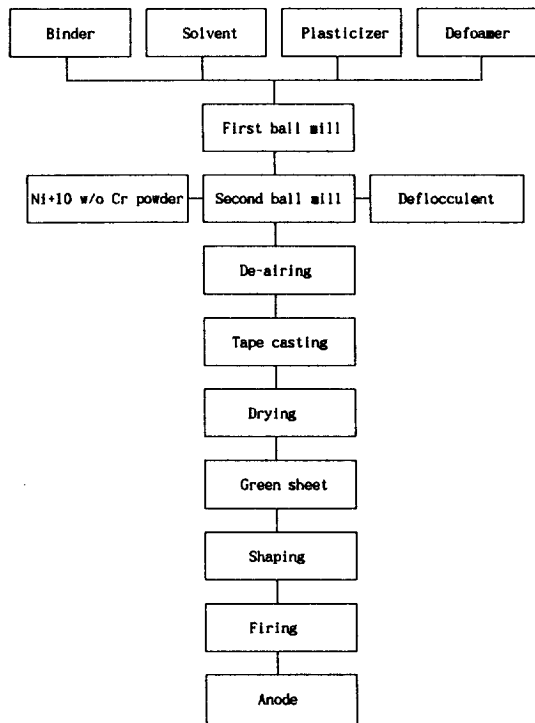 Binder
Solvent
Plasticizer
Defoamer
First ball mill
Ni+10 w/o Cr powder
Second ball mill
Deflocculent
De-airing
Tape casting
Drying
Green sheet
Shaping
Firing
Anode